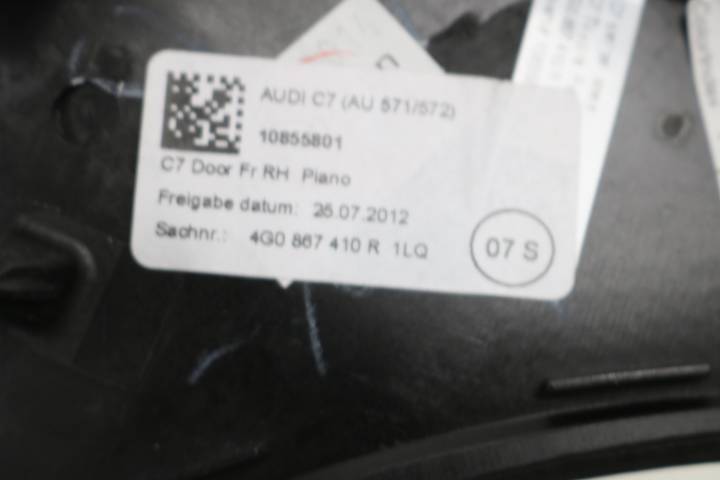 AUDI C7 (AU 571/572)
10855801
C7 Door Fr RH Piano
Freigabe datum: 26.07.2012
Sachnr.: 4G0 867 410 R 1LQ
07 S